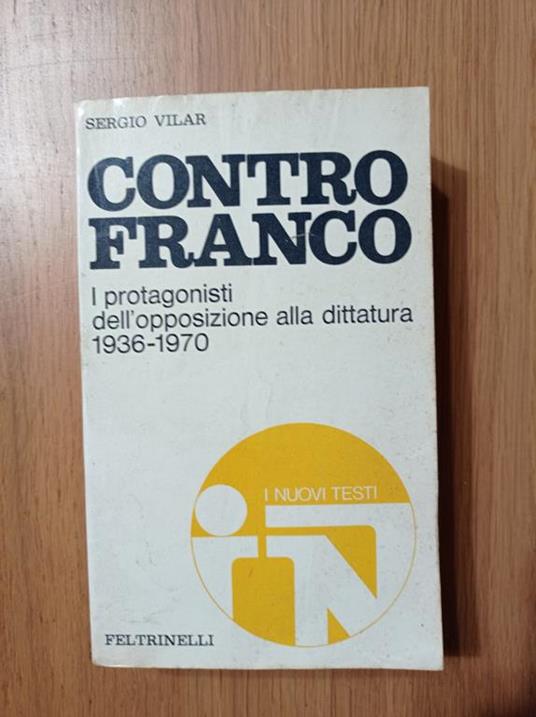 SERGIO VILAR
CONTRO
FRANCO
I protagonisti
dell'opposizione alla dittatura
1936-1970
I NUOVI TESTI
FELTRINELLI